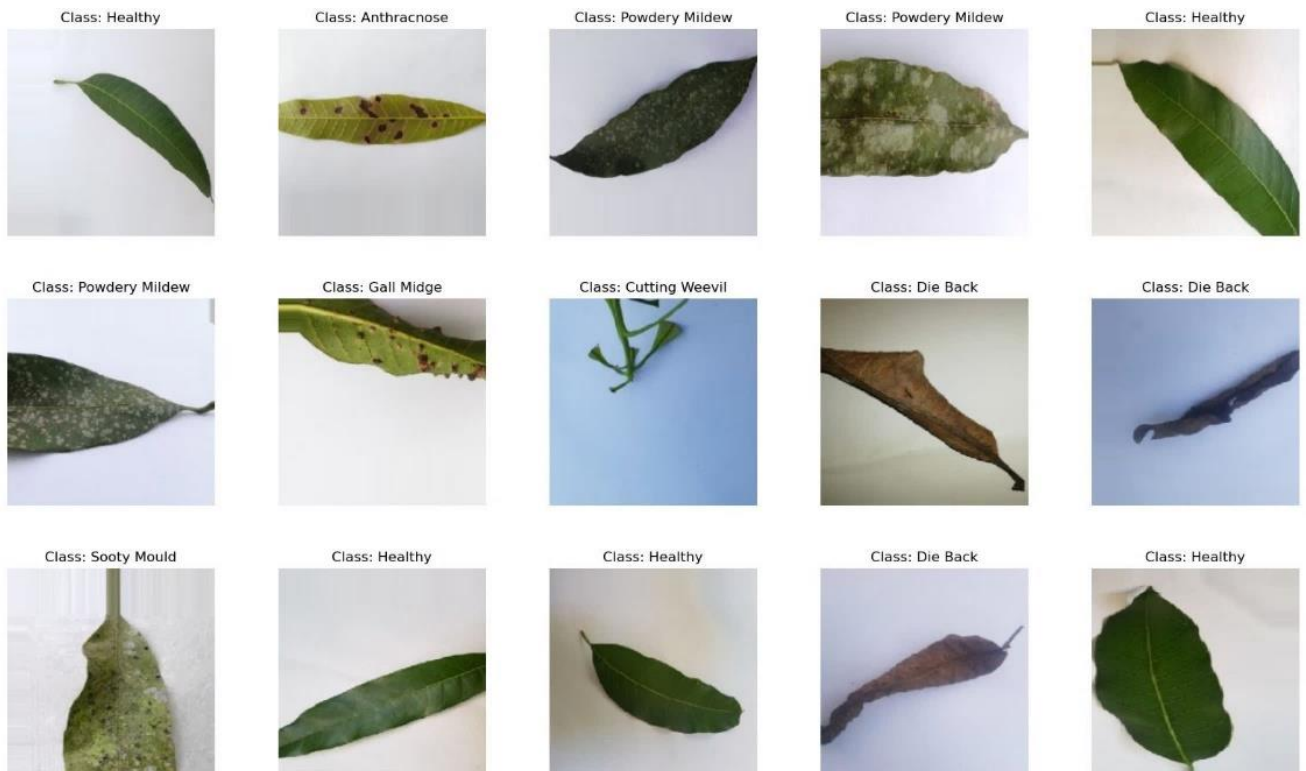 Class: Healthy
Class: Anthracnose
Class: Powdery Mildew
Class: Powdery Mildew
Class: Healthy
Class: Powdery Mildew
Class: Gall Midge
Class: Cutting Weevil
Class: Die Back
Class: Die Back
Class: Sooty Mould
Class: Healthy
Class: Healthy
Class: Die Back
Class: Healthy